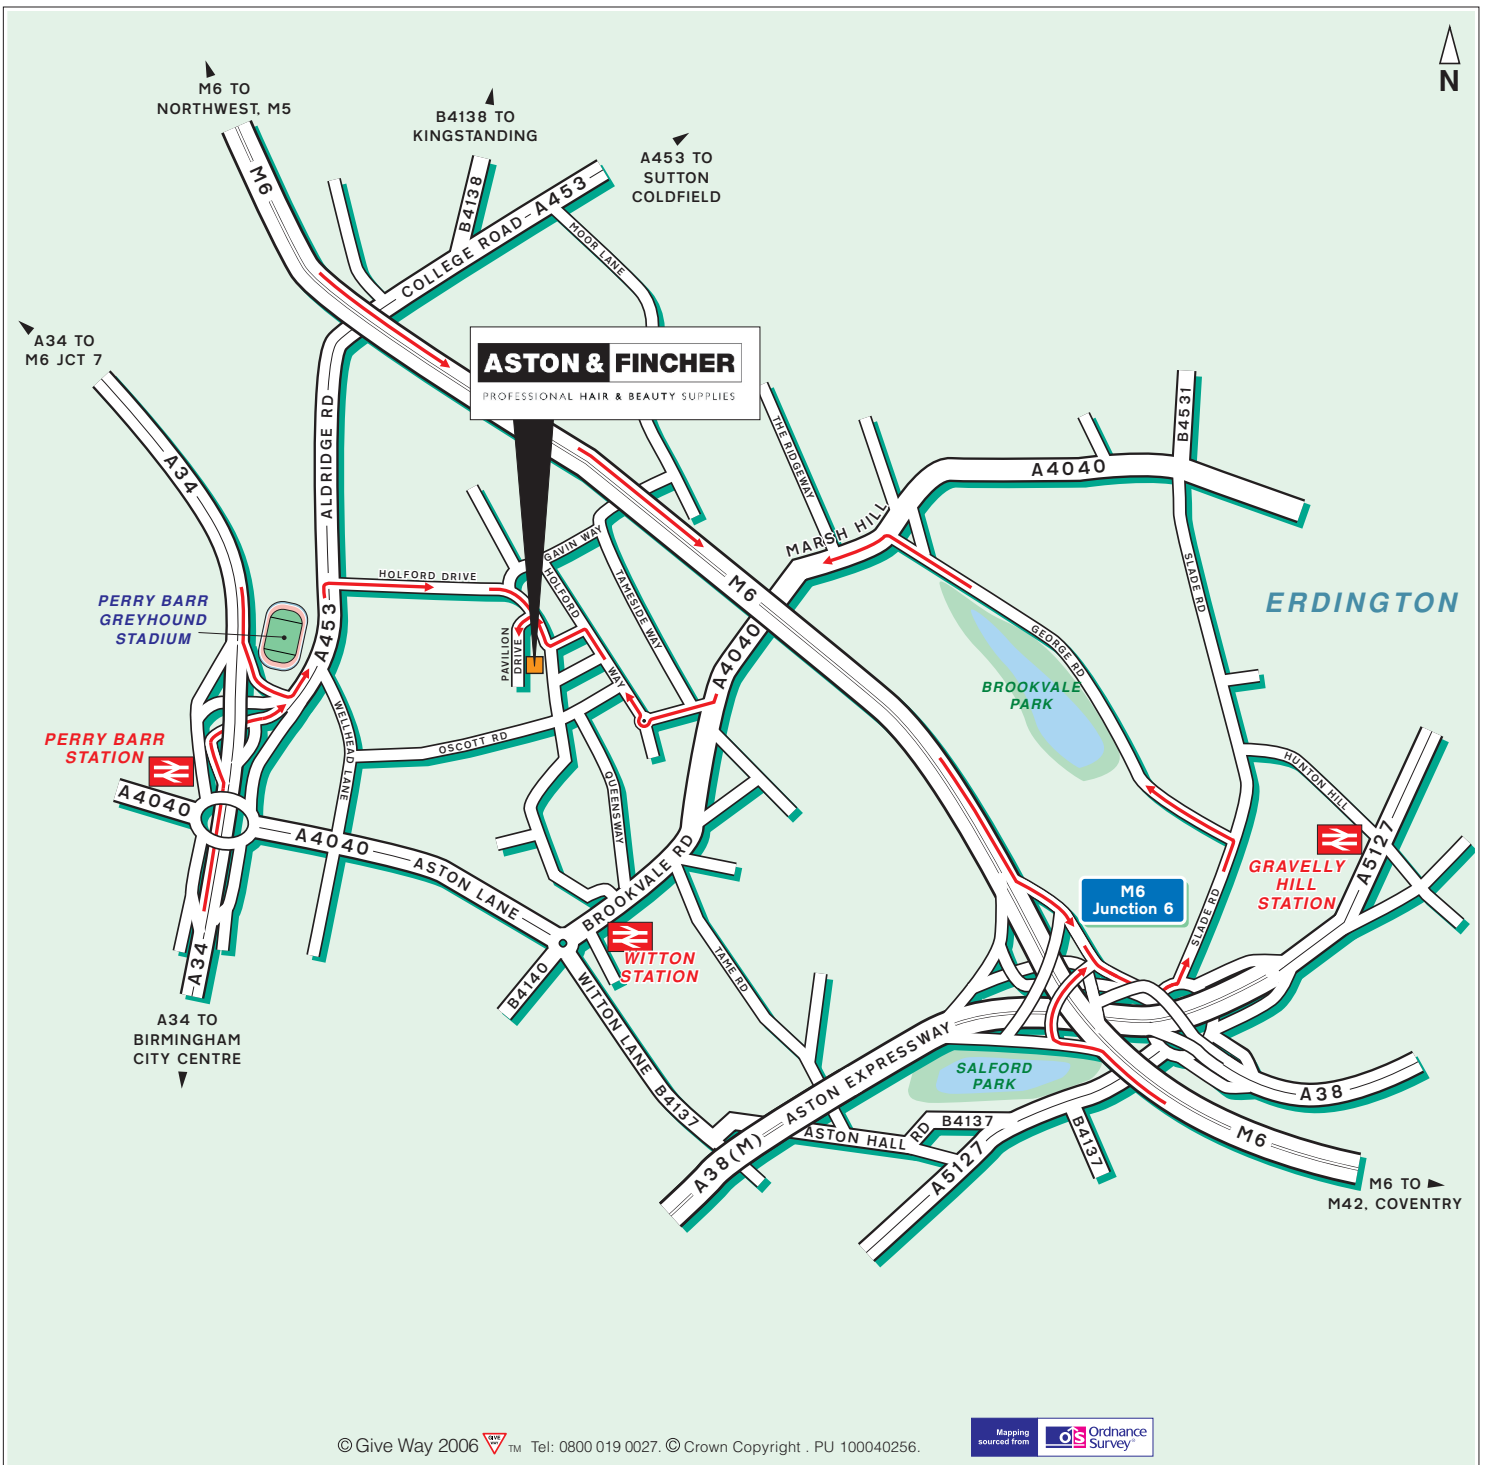 N
M6 TO
NORTHWEST, M5
B4138 TO
KINGSTANDING
A453 TO
SUTTON
COLDFIELD
M6
B4138
COLLEGE ROAD - A453
MOOR LANE
A34 TO
M6 JCT 7
ASTON & FINCHER
PROFESSIONAL HAIR & BEAUTY SUPPLIES
A34
ALDRIDGE RD
THE RIDGEWAY
B4531
A4040
MARSH HILL
GAVIN WAY
HOLFORD DRIVE
HOLFORD
WAY
TAMESIDE WAY
M6
SLADE RD
ERDINGTON
PERRY BARR
GREYHOUND
STADIUM
A453
PAVILION
DRIVE
A4040
GEORGE RD
BROOKVALE
PARK
WELLHEAD LANE
OSCOTT RD
PERRY BARR
STATION
QUEENSWAY
HUNTON HILL
A4040
A4040
ASTON LANE
BROOKVALE RD
A5127
GRAVELLY
HILL
STATION
M6
Junction 6
SLADE RD
WITTON
STATION
TAME RD
A34
B4140
WITTON LANE B4137
A34 TO
BIRMINGHAM
CITY CENTRE
ASTON EXPRESSWAY
SALFORD
PARK
A38
A38(M)
ASTON HALL RD
B4137
B4137
A5127
M6
M6 TO
M42, COVENTRY
© Give Way 2006 GIVE WAY TM Tel: 0800 019 0027. © Crown Copyright . PU 100040256.
Mapping
sourced from
OS Ordnance
Survey®